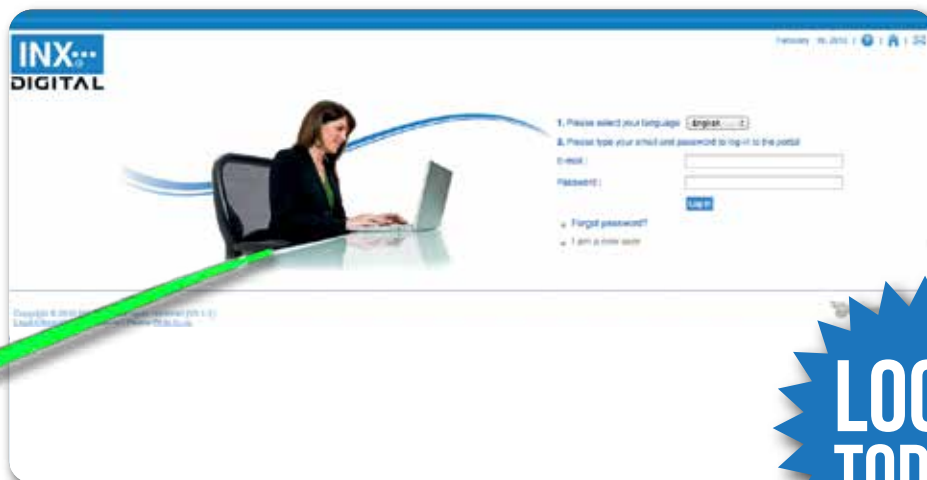 INX
DIGITAL
1. Please select your language English
2. Please type your email and password to log-in to the portal
E-mail :
Password :
Log in
Forgot password?
I am a new user
LOG
TOD